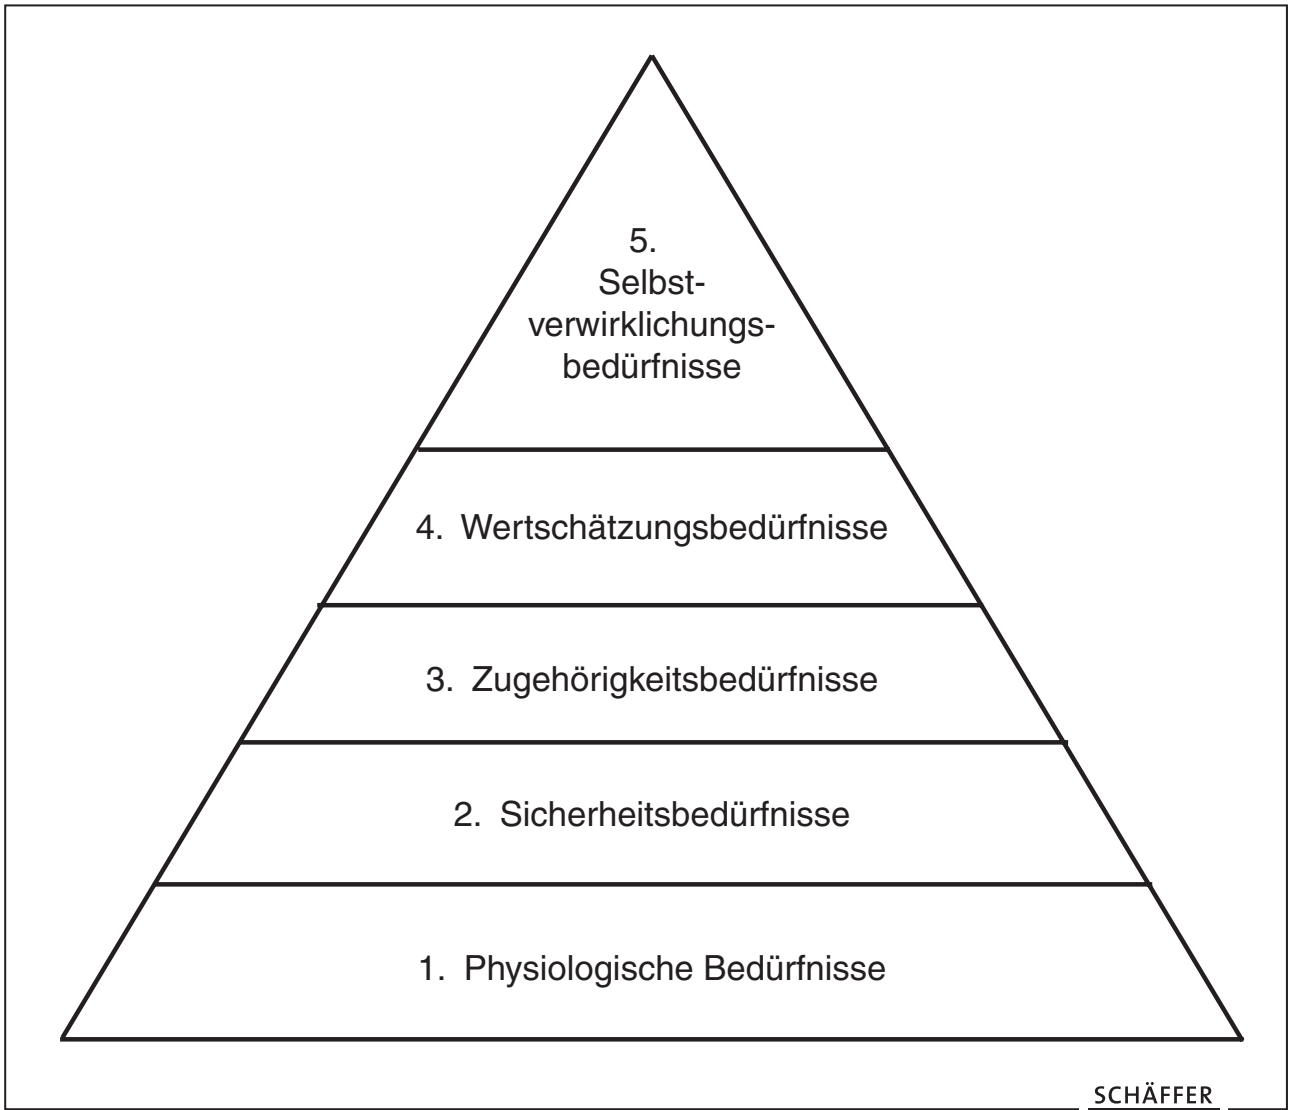 5.
Selbst-
verwirklichungs-
bedürfnisse
4. Wertschätzungsbedürfnisse
3. Zugehörigkeitsbedürfnisse
2. Sicherheitsbedürfnisse
1. Physiologische Bedürfnisse
SCHÄFFER